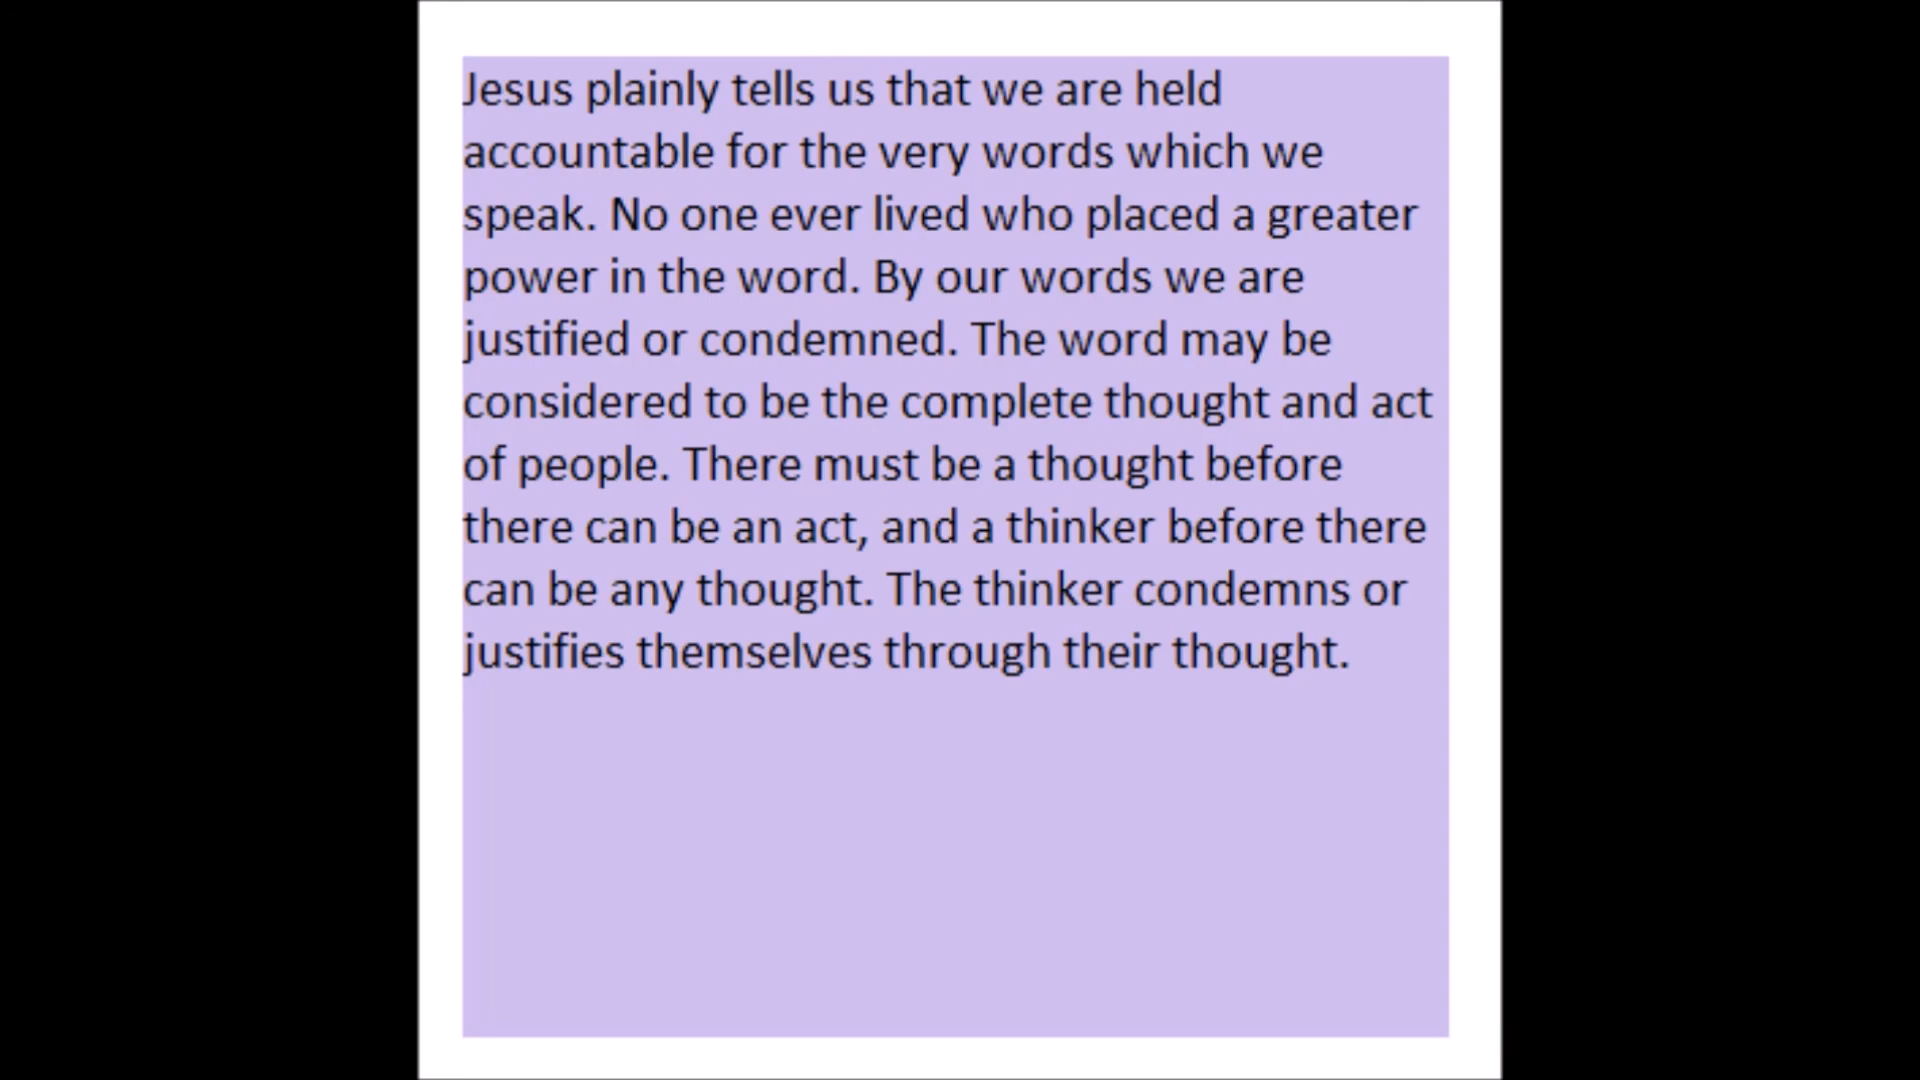 Jesus plainly tells us that we are held
accountable for the very words which we
speak. No one ever lived who placed a greater
power in the word. By our words we are
justified or condemned. The word may be
considered to be the complete thought and act
of people. There must be a thought before
there can be an act, and a thinker before there
can be any thought. The thinker condemns or
justifies themselves through their thought.